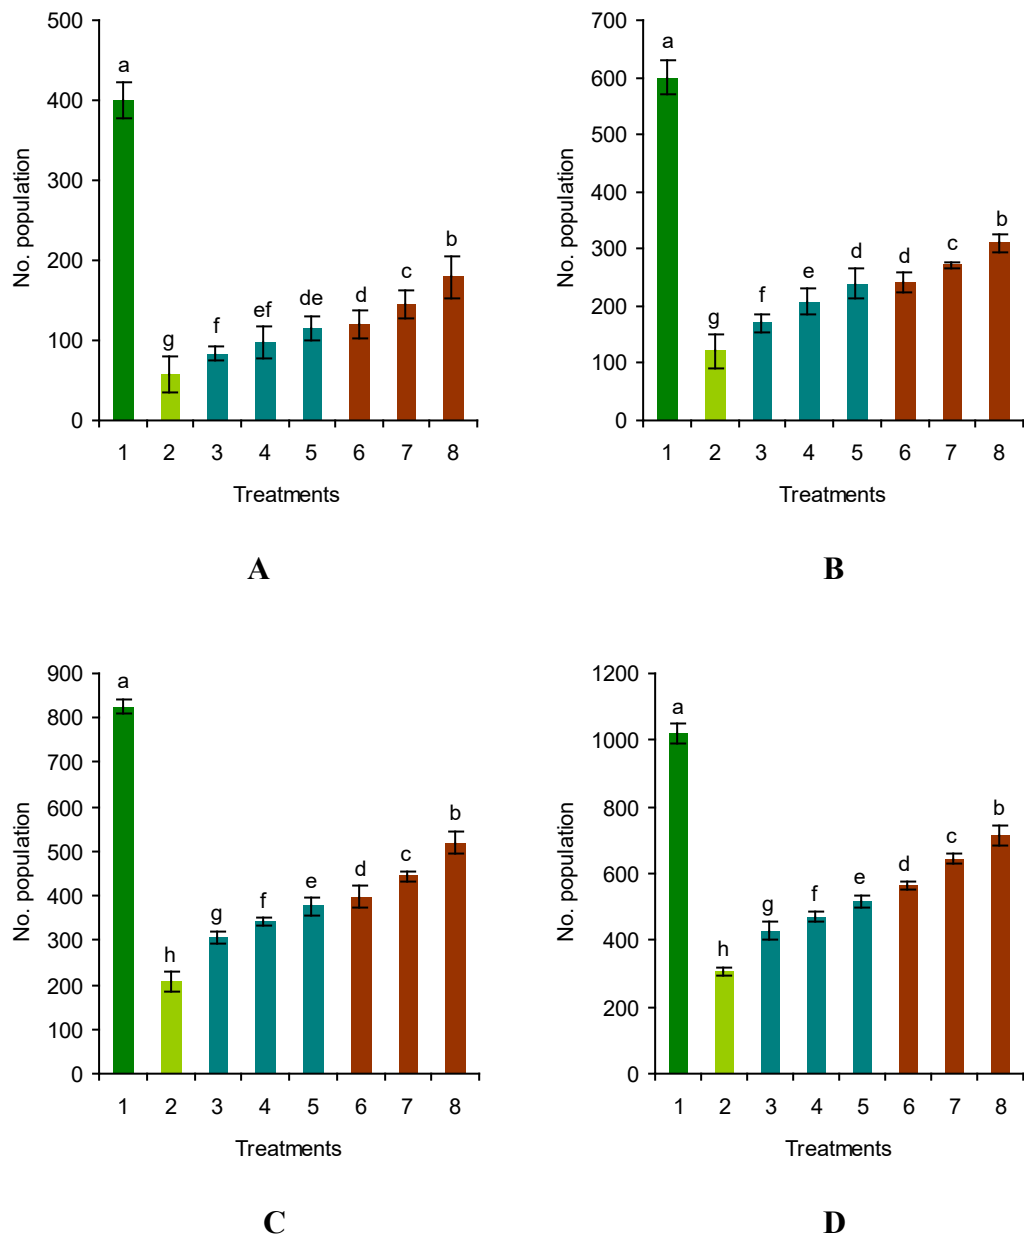 500
400
300
200
100
0
No. population
a
g
f
ef
de
d
c
b
1 2 3 4 5 6 7 8
Treatments
A
700
600
500
400
300
200
100
0
No. population
a
g
f
e
d
d
c
b
1 2 3 4 5 6 7 8
Treatments
B
900
800
700
600
500
400
300
200
100
0
No. population
a
h
g
f
e
d
c
b
1 2 3 4 5 6 7 8
Treatments
C
1200
1000
800
600
400
200
0
No. population
a
h
g
f
e
d
c
b
1 2 3 4 5 6 7 8
Treatments
D